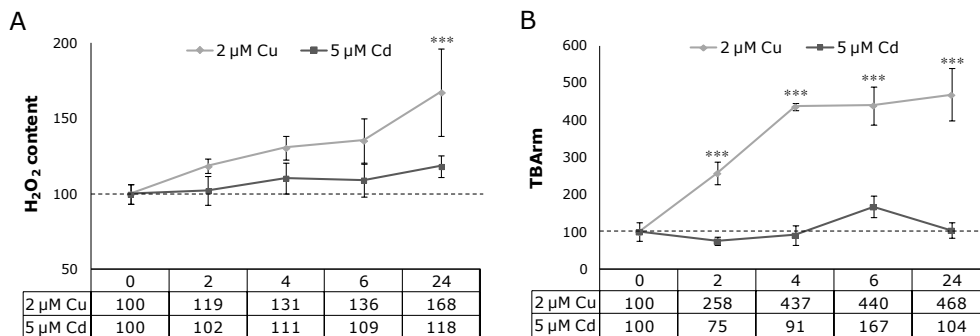 A
200
2 µM Cu
5 µM Cd
***
150
100
50
H₂O₂ content
0 2 4 6 24
2 µM Cu 100 119 131 136 168
5 µM Cd 100 102 111 109 118
B
600
2 µM Cu
5 µM Cd
500
400
300
200
100
0
***
***
***
***
TBArm
0 2 4 6 24
2 µM Cu 100 258 437 440 468
5 µM Cd 100 75 91 167 104